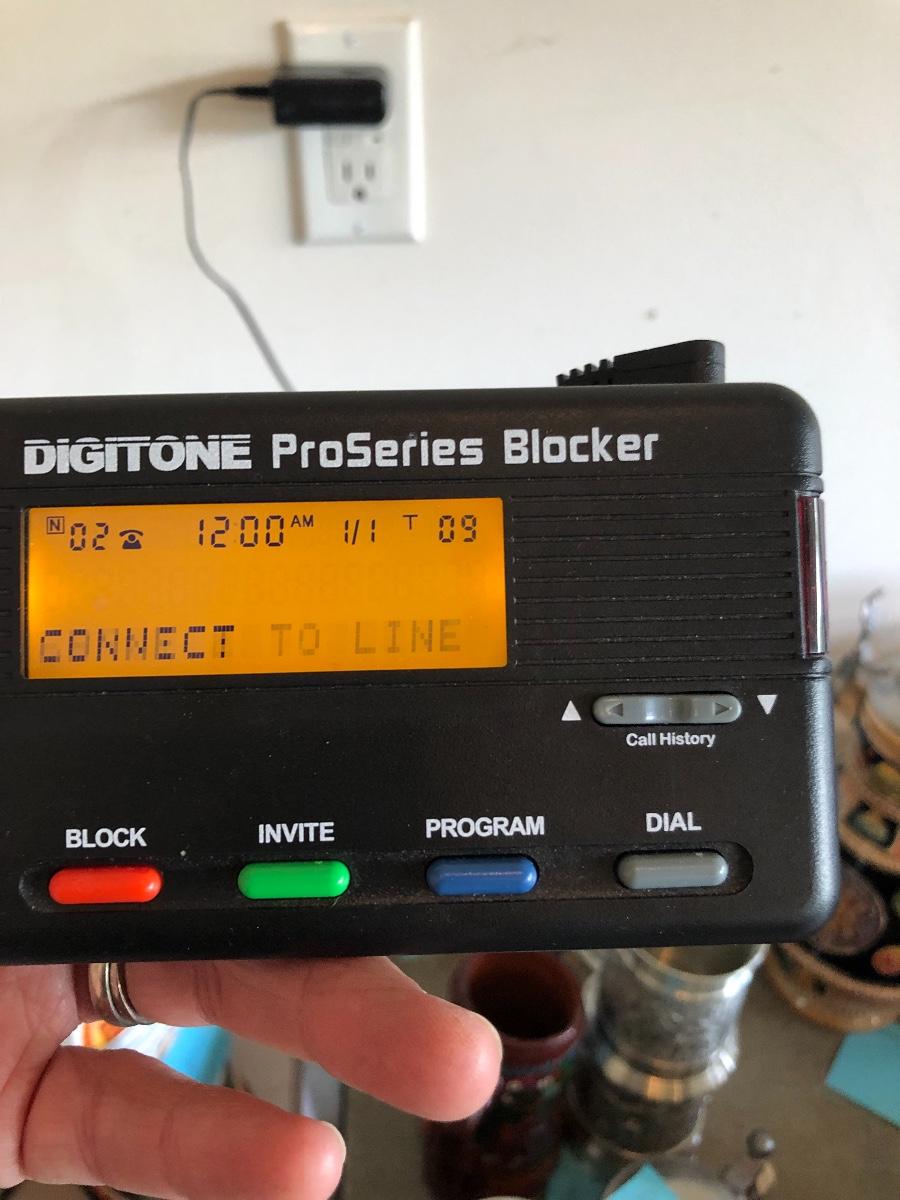 DIGITONE ProSeries Blocker
N 02 12:00 AM 1/1 T 09
CONNECT TO LINE
▲ ◁ ▷ ▼
Call History
BLOCK INVITE PROGRAM DIAL